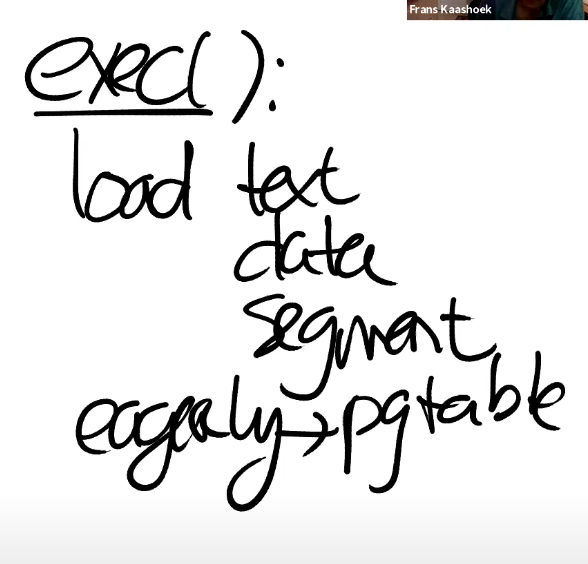 Frans Kaashoek
exec():
load text
data
segment
eagerly → pgtable